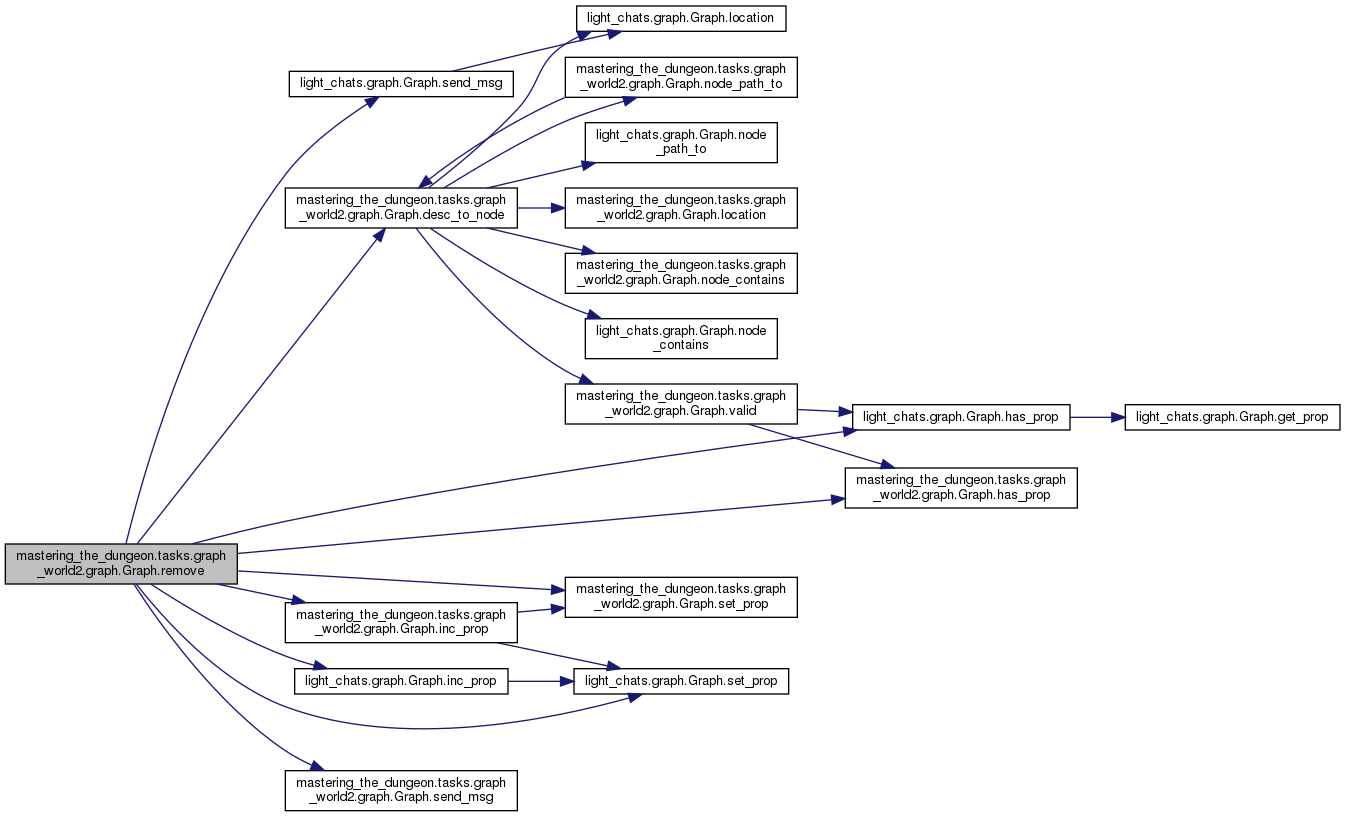 light_chats.graph.Graph.location
mastering_the_dungeon.tasks.graph
_world2.graph.Graph.node_path_to
light_chats.graph.Graph.send_msg
light_chats.graph.Graph.node
_path_to
mastering_the_dungeon.tasks.graph
_world2.graph.Graph.desc_to_node
mastering_the_dungeon.tasks.graph
_world2.graph.Graph.location
mastering_the_dungeon.tasks.graph
_world2.graph.Graph.node_contains
light_chats.graph.Graph.node
_contains
mastering_the_dungeon.tasks.graph
_world2.graph.Graph.valid
light_chats.graph.Graph.has_prop
light_chats.graph.Graph.get_prop
mastering_the_dungeon.tasks.graph
_world2.graph.Graph.has_prop
mastering_the_dungeon.tasks.graph
_world2.graph.Graph.remove
mastering_the_dungeon.tasks.graph
_world2.graph.Graph.set_prop
mastering_the_dungeon.tasks.graph
_world2.graph.Graph.inc_prop
light_chats.graph.Graph.inc_prop
light_chats.graph.Graph.set_prop
mastering_the_dungeon.tasks.graph
_world2.graph.Graph.send_msg